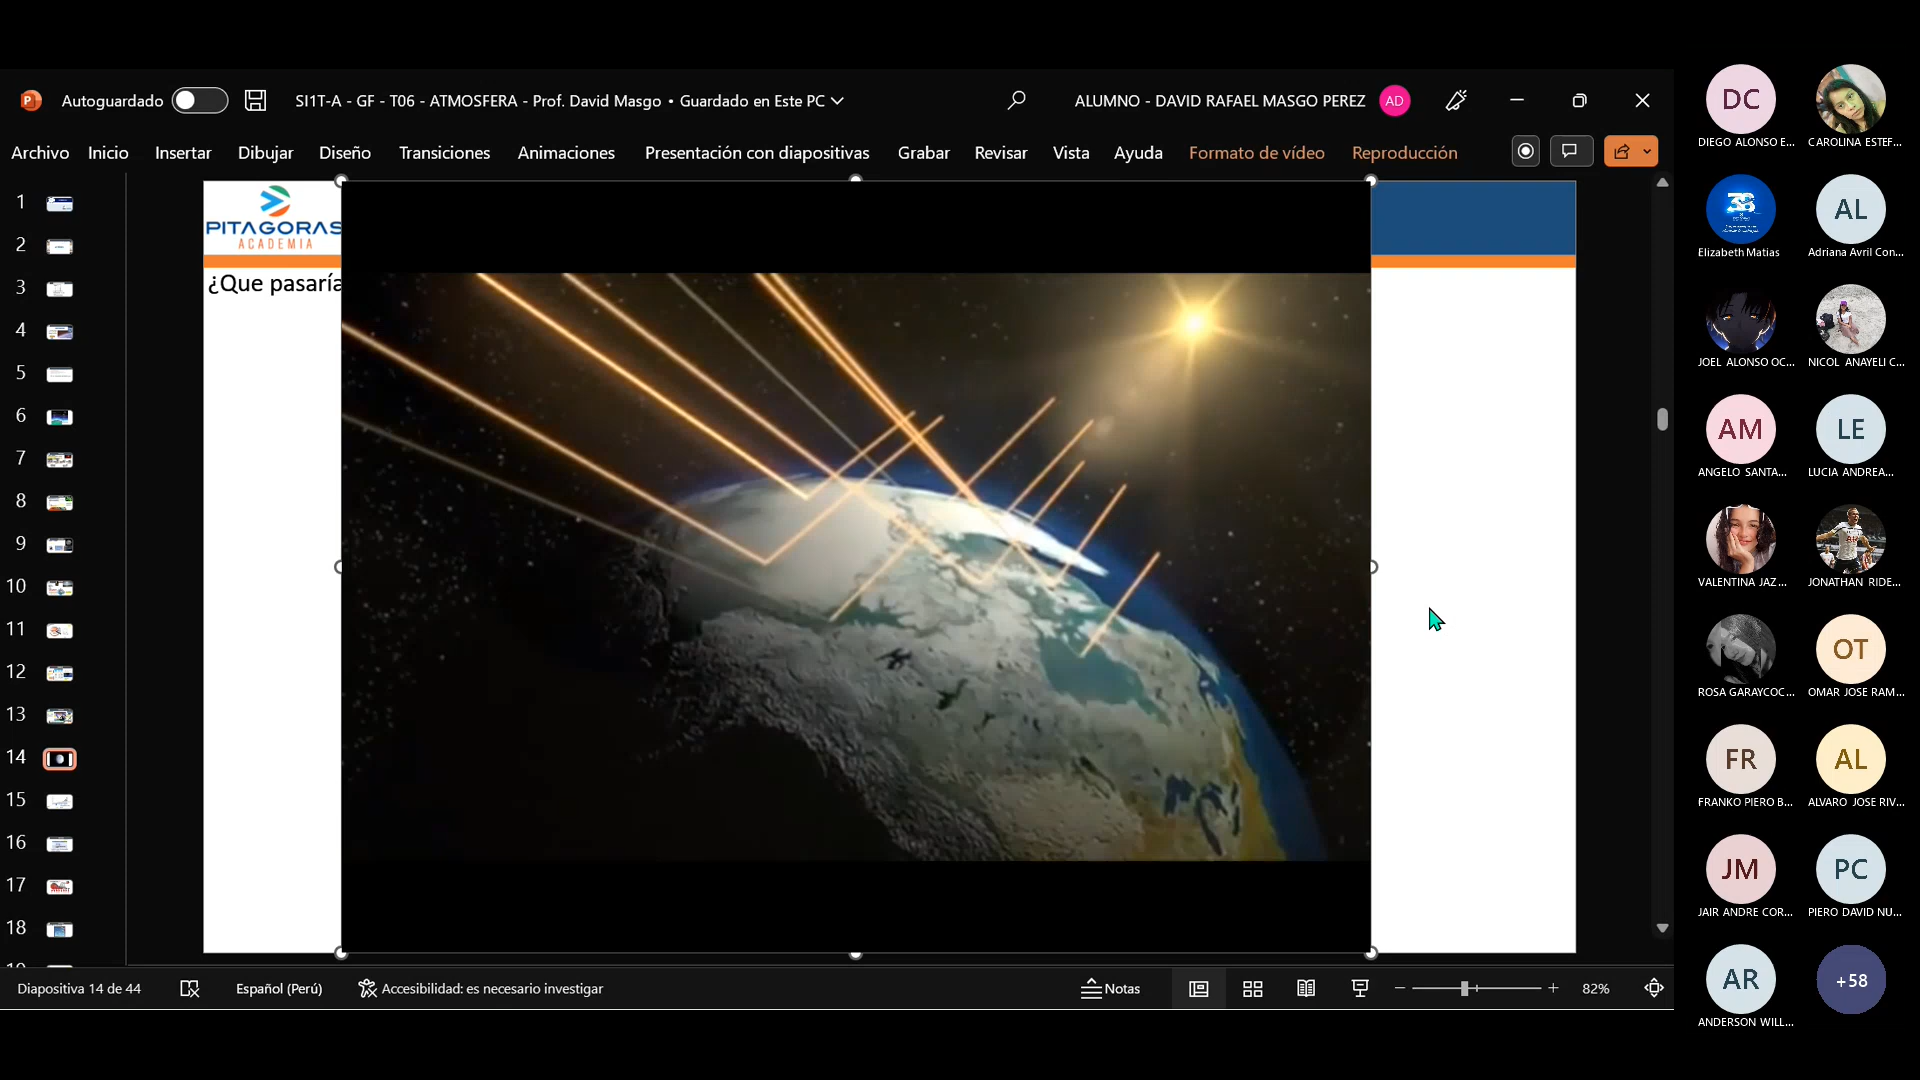 Autoguardado
SI1T-A - GF - T06 - ATMOSFERA - Prof. David Masgo • Guardado en Este PC
ALUMNO - DAVID RAFAEL MASGO PEREZ
AD
Archivo Inicio Insertar Dibujar Diseño Transiciones Animaciones Presentación con diapositivas Grabar Revisar Vista Ayuda Formato de vídeo Reproducción
1
2
3
4
5
6
7
8
9
10
11
12
13
14
15
16
17
18
PITAGORAS
ACADEMIA
¿Que pasaría
Diapositiva 14 de 44
Español (Perú)
Accesibilidad: es necesario investigar
Notas
82%
DC
DIEGO ALONSO E...
CAROLINA ESTEF...
Elizabeth Matias
AL
Adriana Avril Con...
JOEL ALONSO OC...
NICOL ANAYELI C...
AM
ANGELO SANTA...
LE
LUCIA ANDREA...
VALENTINA JAZ...
JONATHAN RIDE...
ROSA GARAYCOC...
OT
OMAR JOSE RAM...
FR
FRANKO PIERO B...
AL
ALVARO JOSE RIV...
JM
JAIR ANDRE COR...
PC
PIERO DAVID NU...
AR
ANDERSON WILL...
+58